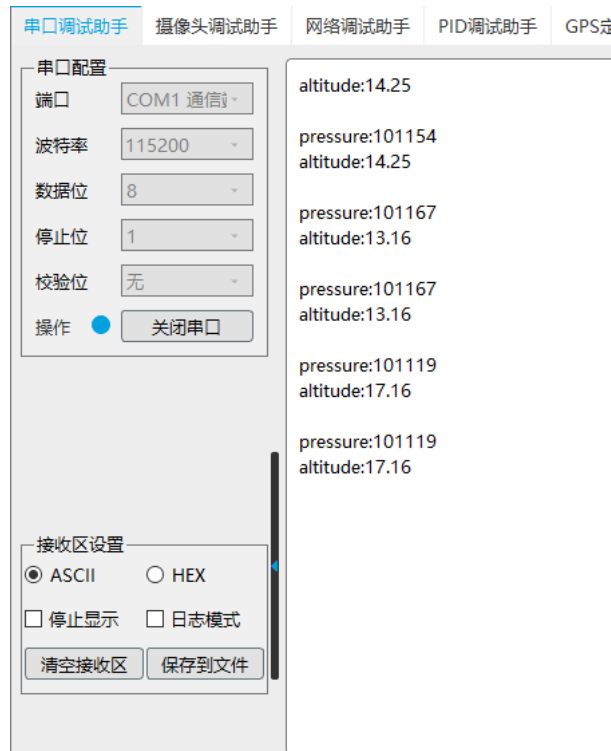 串口调试助手 摄像头调试助手 网络调试助手 PID调试助手 GPS定
串口配置
端口 COM1 通信
波特率 115200
数据位 8
停止位 1
校验位 无
操作 关闭串口
接收区设置
ASCII HEX
停止显示 日志模式
清空接收区 保存到文件
altitude:14.25
pressure:101154
altitude:14.25
pressure:101167
altitude:13.16
pressure:101167
altitude:13.16
pressure:101119
altitude:17.16
pressure:101119
altitude:17.16